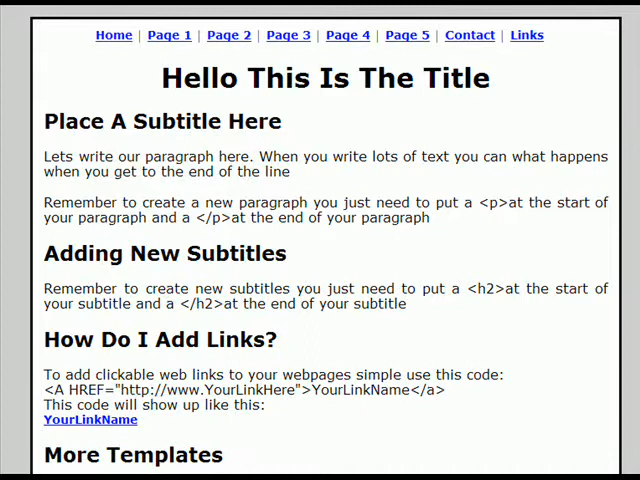 Home | Page 1 | Page 2 | Page 3 | Page 4 | Page 5 | Contact | Links
Hello This Is The Title
Place A Subtitle Here
Lets write our paragraph here. When you write lots of text you can what happens
when you get to the end of the line
Remember to create a new paragraph you just need to put a <p>at the start of
your paragraph and a </p>at the end of your paragraph
Adding New Subtitles
Remember to create new subtitles you just need to put a <h2>at the start of
your subtitle and a </h2>at the end of your subtitle
How Do I Add Links?
To add clickable web links to your webpages simple use this code:
<A HREF="http://www.YourLinkHere">YourLinkName</a>
This code will show up like this:
YourLinkName
More Templates